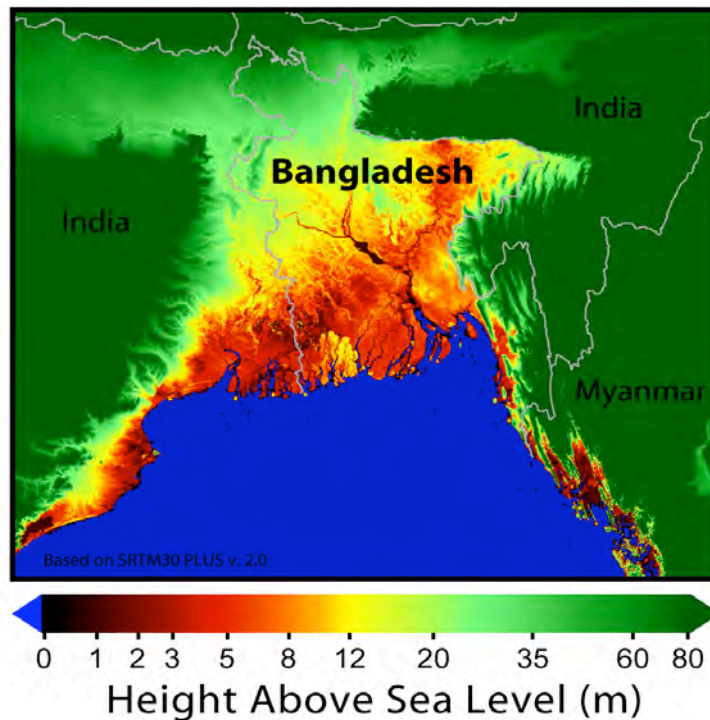 India
Bangladesh
India
Myanmar
Based on SRTM30 PLUS v. 2.0
0 1 2 3 5 8 12 20 35 60 80
Height Above Sea Level (m)